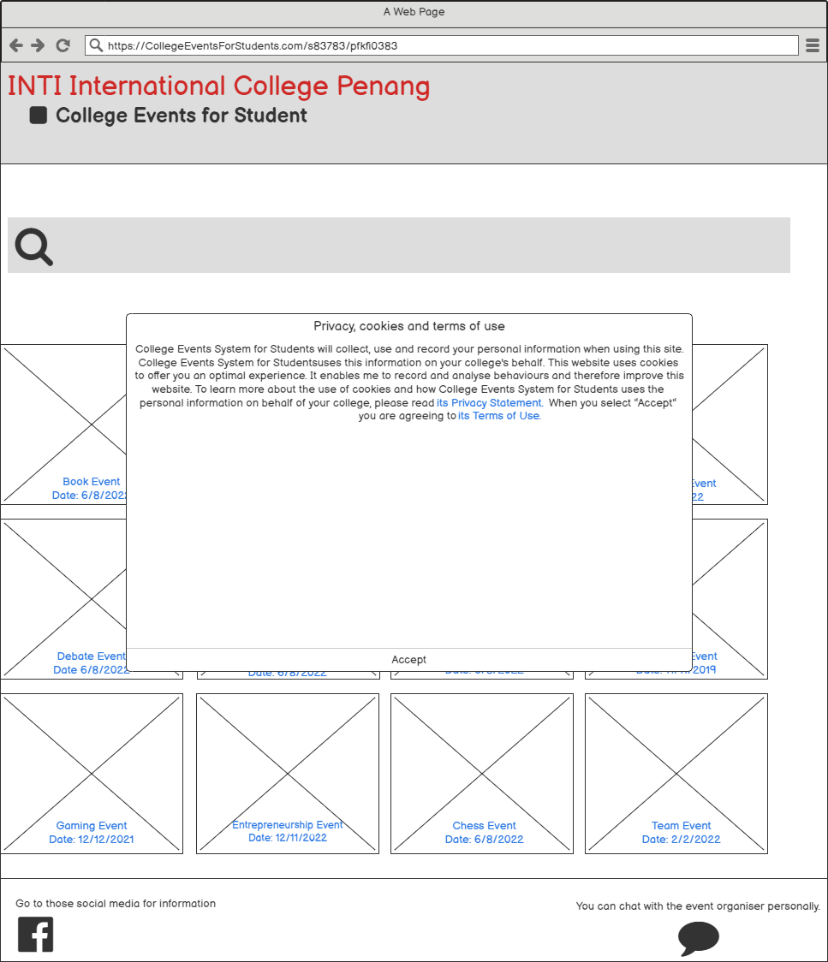 A Web Page
https://CollegeEventsForStudents.com/s83783/pfkfl0383
INTI International College Penang
College Events for Student
Privacy, cookies and terms of use
College Events System for Students will collect, use and record your personal information when using this site.
College Events System for Studentsuses this information on your college's behalf. This website uses cookies
to offer you an optimal experience. It enables me to record and analyse behaviours and therefore improve this
website. To learn more about the use of cookies and how College Events System for Students uses the
personal information on behalf of your college, please read its Privacy Statement. When you select "Accept"
you are agreeing to its Terms of Use.
Book Event
Date: 6/8/202
Event
22
Debate Event
Date 6/8/2022
Event
2019
Accept
Date: 6/8/2022
Gaming Event
Date: 12/12/2021
Entrepreneurship Event
Date: 12/11/2022
Chess Event
Date: 6/8/2022
Team Event
Date: 2/2/2022
Go to those social media for information
You can chat with the event organiser personally.